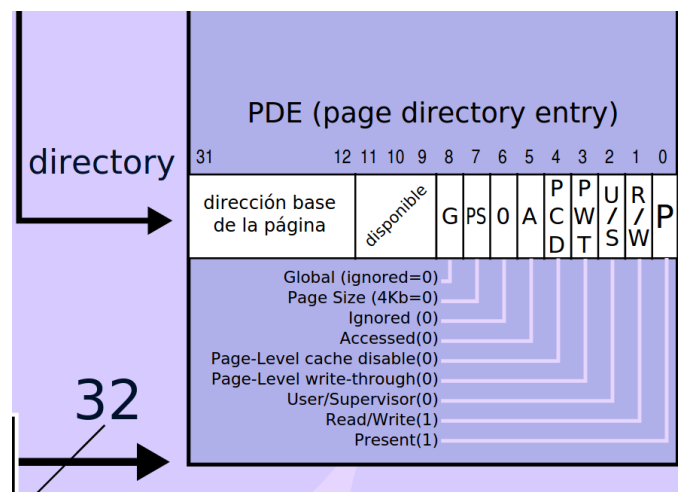 PDE (page directory entry)
directory
31 12 11 10 9 8 7 6 5 4 3 2 1 0
dirección base
de la página
disponible
G PS 0 A PCD PWT U/S R/W P
Global (ignored=0)
Page Size (4Kb=0)
Ignored (0)
Accessed(0)
Page-Level cache disable(0)
Page-Level write-through(0)
User/Supervisor(0)
Read/Write(1)
Present(1)
32